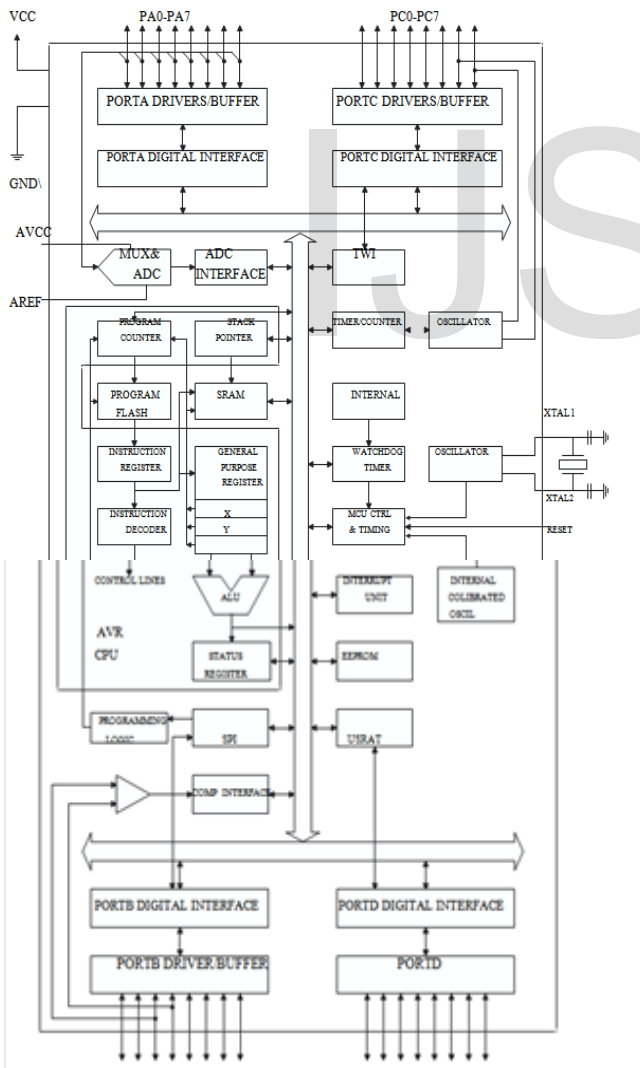 VCC
PA0-PA7
PC0-PC7
PORTA DRIVERS/BUFFER
PORTC DRIVERS/BUFFER
PORTA DIGITAL INTERFACE
PORTC DIGITAL INTERFACE
GND\
IJS
AVCC
MUX&
ADC
ADC
INTERFACE
TWI
AREF
PROGRAM
COUNTER
STACK
POINTER
TIMER/COUNTER
OSCILLATOR
PROGRAM
FLASH
SRAM
INTERNAL
XTAL1
INSTRUCTION
REGISTER
GENERAL
PURPOSE
REGISTER
WATCHDOG
TIMER
OSCILLATOR
XTAL2
INSTRUCTION
DECODER
X
Y
MCU CTRL
& TIMING
RESET
CONTROL LINES
ALU
INTERRUPT
UNIT
INTERNAL
COLIBRATED
OSCIL
AVR
CPU
STATUS
REGISTER
EEPROM
PROGRAMMING
LOGIC
SPI
USRAT
COMP INTERFACE
PORTB DIGITAL INTERFACE
PORTD DIGITAL INTERFACE
PORTB DRIVER/BUFFER
PORTD